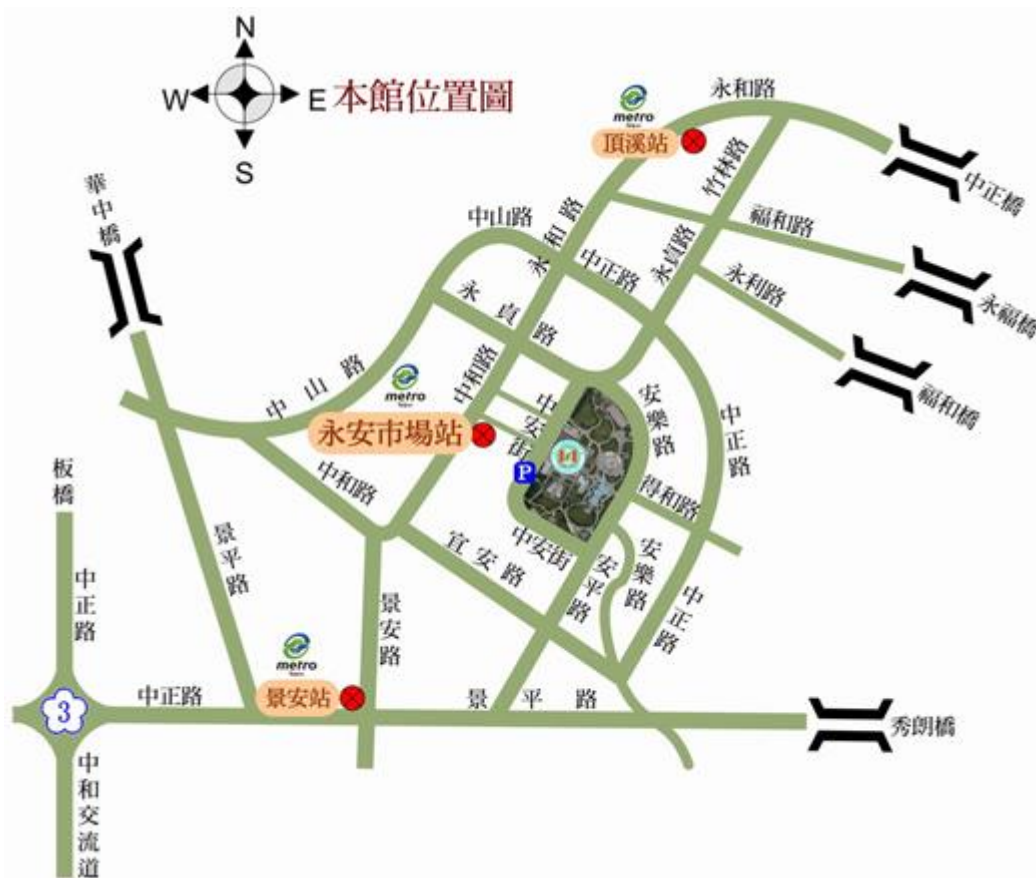 N
W
E
S
本館位置圖
metro
頂溪站
永和路
竹林路
中正橋
華中橋
中山路
永和路
中正路
永貞路
福和路
永利路
永福橋
福和橋
永貞路
中山路
metro
永安市場站
中和路
中安街
P
安樂路
中正路
得和路
板橋
中正路
景平路
中和路
宜安路
中安街
安平路
安樂路
中正路
景安路
metro
景安站
3
中正路
景平路
秀朗橋
中和交流道